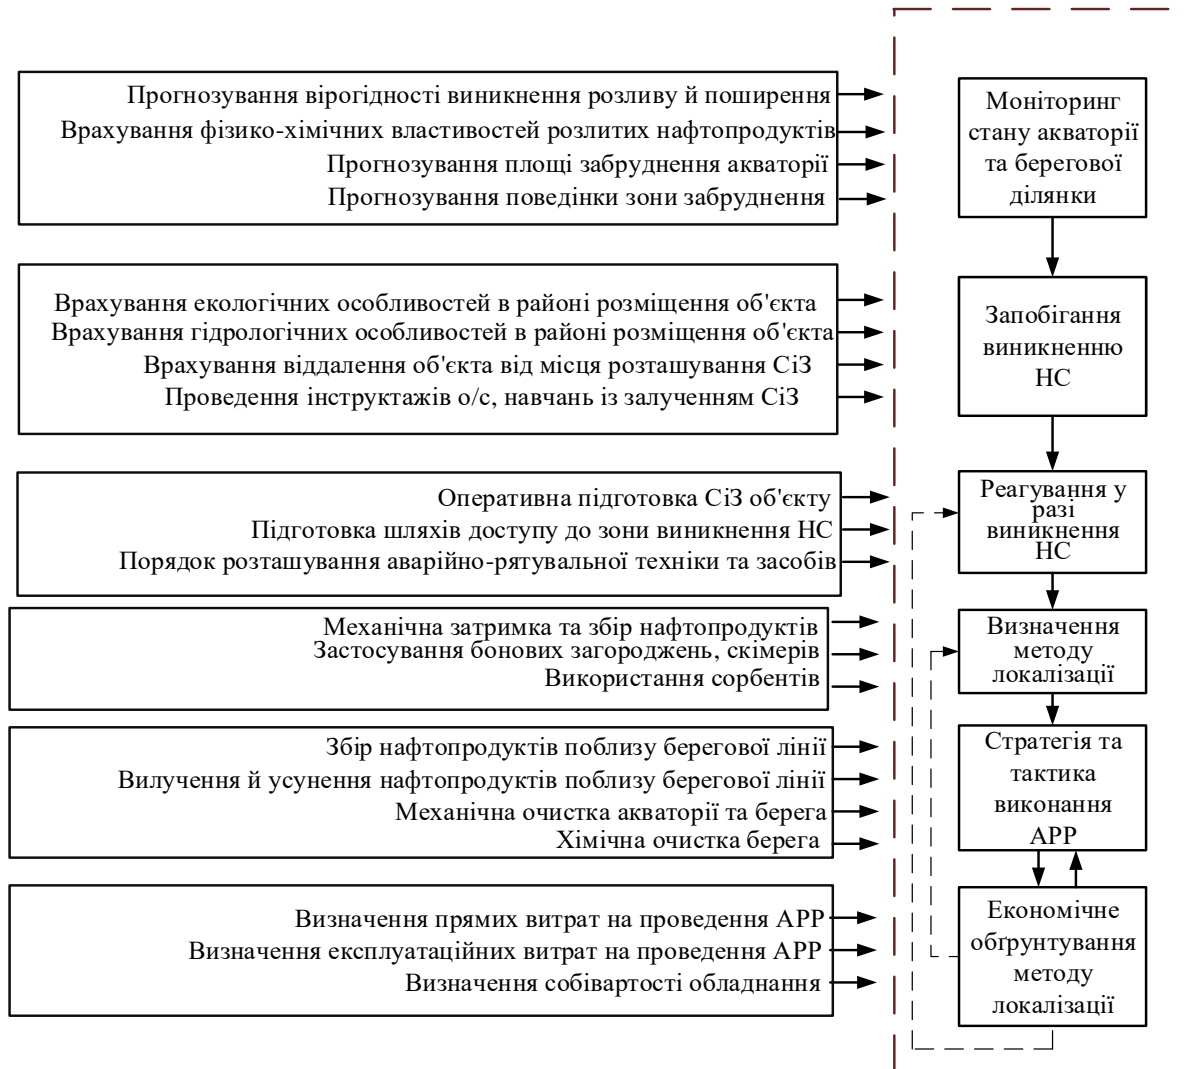 Прогнозування вірогідності виникнення розливу й поширення
Врахування фізико-хімічних властивостей розлитих нафтопродуктів
Прогнозування площі забруднення акваторії
Прогнозування поведінки зони забруднення
Моніторинг
стану акваторії
та берегової
ділянки
Врахування екологічних особливостей в районі розміщення об'єкта
Врахування гідрологічних особливостей в районі розміщення об'єкта
Врахування віддалення об'єкта від місця розташування СіЗ
Проведення інструктажів о/с, навчань із залученням СіЗ
Запобігання
виникненню
НС
Оперативна підготовка СіЗ об'єкту
Підготовка шляхів доступу до зони виникнення НС
Порядок розташування аварійно-рятувальної техніки та засобів
Реагування у
разі
виникнення
НС
Механічна затримка та збір нафтопродуктів
Застосування бонових загороджень, скімерів
Використання сорбентів
Визначення
методу
локалізації
Збір нафтопродуктів поблизу берегової лінії
Вилучення й усунення нафтопродуктів поблизу берегової лінії
Механічна очистка акваторії та берега
Хімічна очистка берега
Стратегія та
тактика
виконання
АРР
Визначення прямих витрат на проведення АРР
Визначення експлуатаційних витрат на проведення АРР
Визначення собівартості обладнання
Економічне
обґрунтування
методу
локалізації